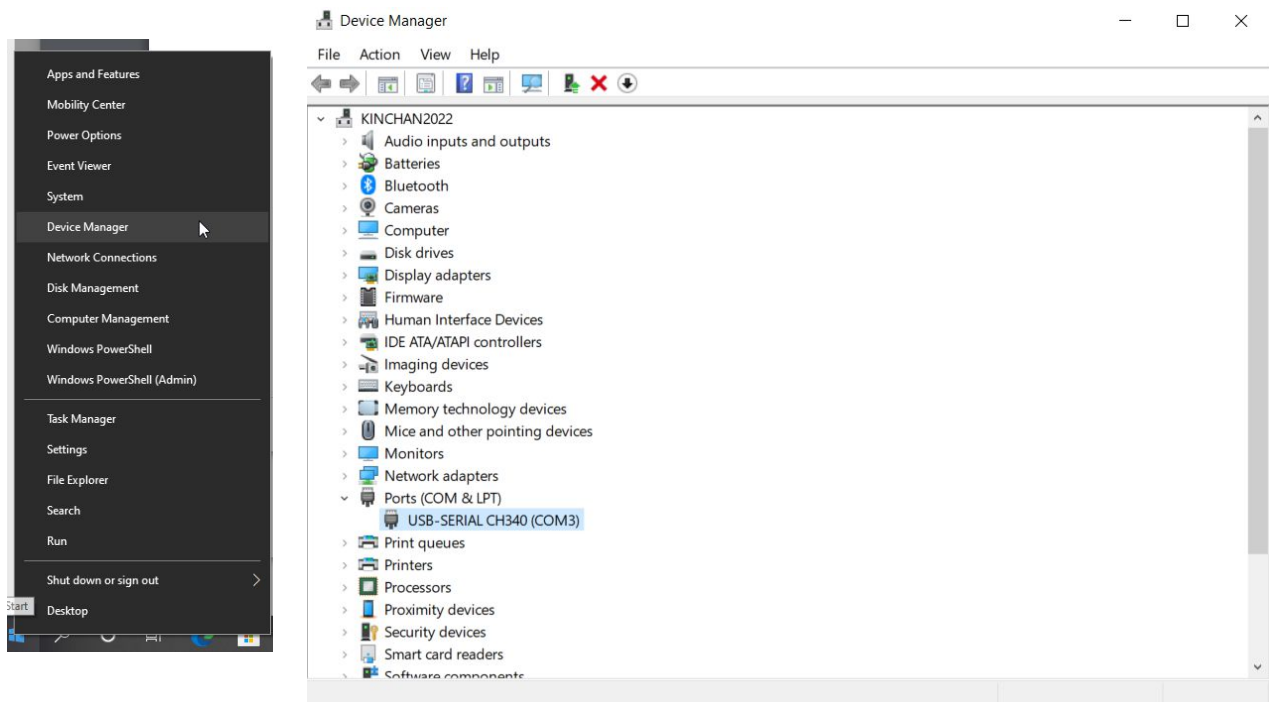 Apps and Features
Mobility Center
Power Options
Event Viewer
System
Device Manager
Network Connections
Disk Management
Computer Management
Windows PowerShell
Windows PowerShell (Admin)
Task Manager
Settings
File Explorer
Search
Run
Shut down or sign out
Start
Desktop
Device Manager
File Action View Help
KINCHAN2022
Audio inputs and outputs
Batteries
Bluetooth
Cameras
Computer
Disk drives
Display adapters
Firmware
Human Interface Devices
IDE ATA/ATAPI controllers
Imaging devices
Keyboards
Memory technology devices
Mice and other pointing devices
Monitors
Network adapters
Ports (COM & LPT)
USB-SERIAL CH340 (COM3)
Print queues
Printers
Processors
Proximity devices
Security devices
Smart card readers
Software components